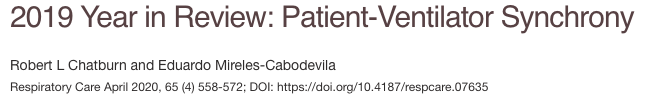 2019 Year in Review: Patient-Ventilator Synchrony
Robert L Chatburn and Eduardo Mireles-Cabodevila
Respiratory Care April 2020, 65 (4) 558-572; DOI: https://doi.org/10.4187/respcare.07635